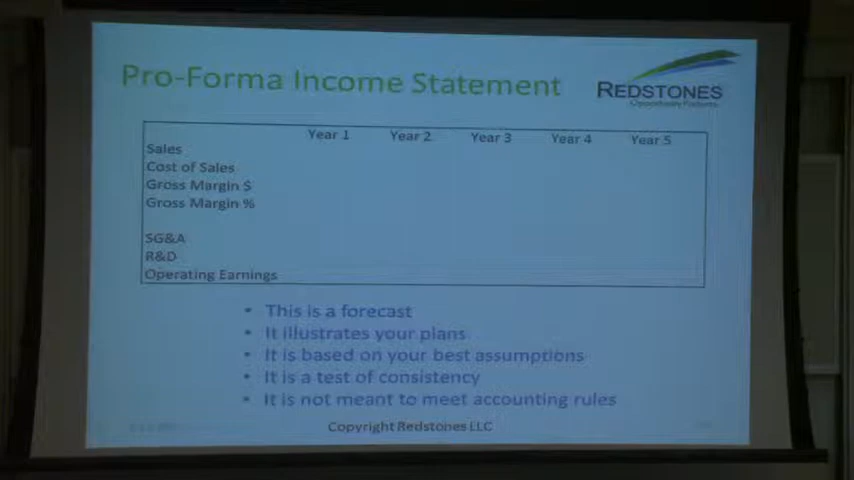 Pro-Forma Income Statement
REDSTONES
Year 1 Year 2 Year 3 Year 4 Year 5
Sales
Cost of Sales
Gross Margin $
Gross Margin %
SG&A
R&D
Operating Earnings
• This is a forecast
• It illustrates your plans
• It is based on your best assumptions
• It is a test of consistency
• It is not meant to meet accounting rules
Copyright Redstones LLC